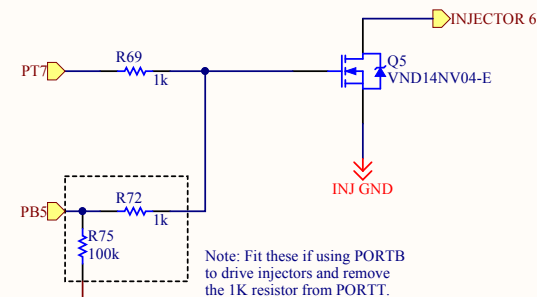 INJECTOR 6
R69
Q5
PT7
1k
VND14NV04-E
INJ GND
R72
PB5
1k
R75
100k
Note: Fit these if using PORTB
to drive injectors and remove
the 1K resistor from PORTT.